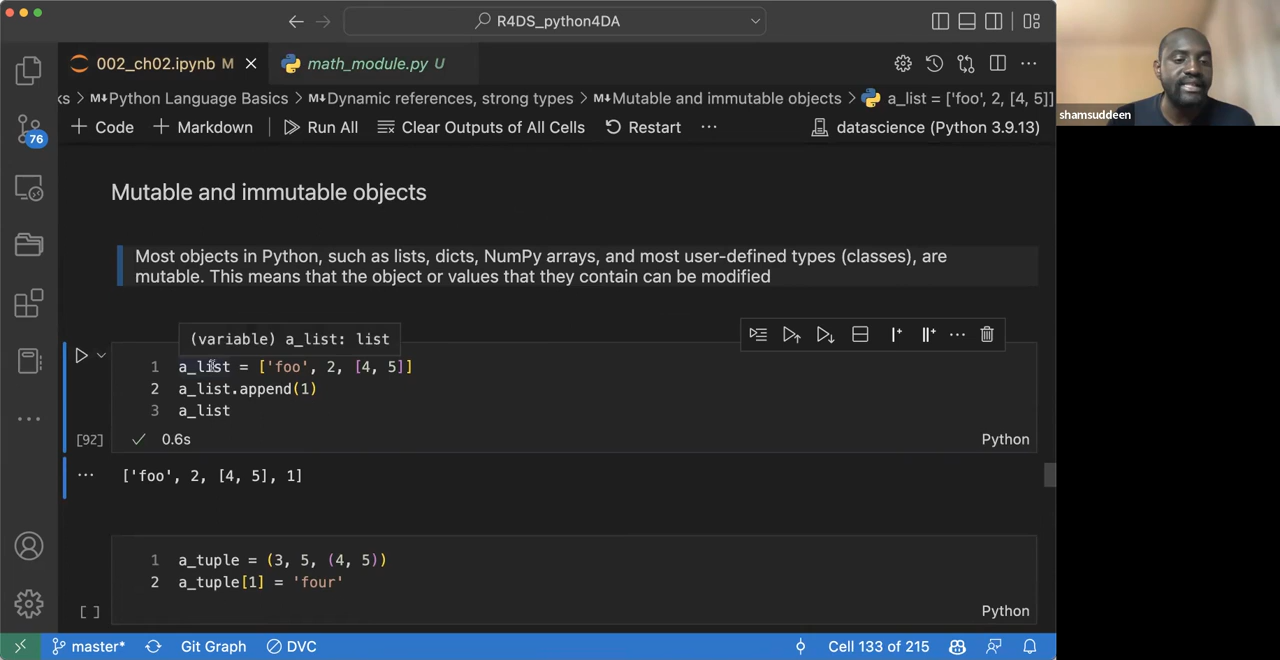 R4DS_python4DA
002_ch02.ipynb M
math_module.py U
ks > M↓Python Language Basics > M↓Dynamic references, strong types > M↓Mutable and immutable objects > a_list = ['foo', 2, [4, 5]]
+ Code + Markdown Run All Clear Outputs of All Cells Restart ... datascience (Python 3.9.13)
shamsuddeen
76
Mutable and immutable objects
Most objects in Python, such as lists, dicts, NumPy arrays, and most user-defined types (classes), are
mutable. This means that the object or values that they contain can be modified
(variable) a_list: list
1 a_list = ['foo', 2, [4, 5]]
2 a_list.append(1)
3 a_list
[92] 0.6s Python
['foo', 2, [4, 5], 1]
1 a_tuple = (3, 5, (4, 5))
2 a_tuple[1] = 'four'
[ ] Python
master* Git Graph DVC Cell 133 of 215